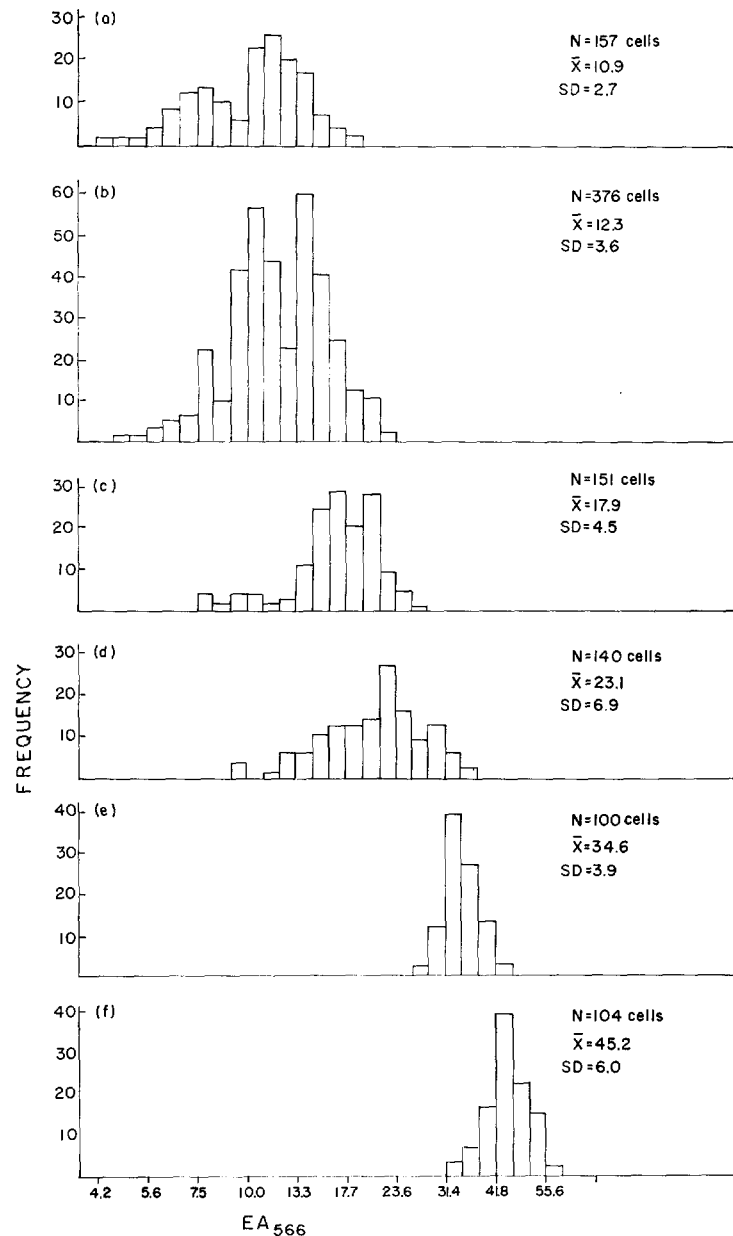 (a)
30
20
10
N=157 cells
X̄=10.9
SD=2.7
(b)
60
50
40
30
20
10
N=376 cells
X̄=12.3
SD=3.6
(c)
30
20
10
N=151 cells
X̄=17.9
SD=4.5
(d)
30
20
10
N=140 cells
X̄=23.1
SD=6.9
FREQUENCY
(e)
40
30
20
10
N=100 cells
X̄=34.6
SD=3.9
(f)
40
30
20
10
N=104 cells
X̄=45.2
SD=6.0
4.2 5.6 7.5 10.0 13.3 17.7 23.6 31.4 41.8 55.6
EA566